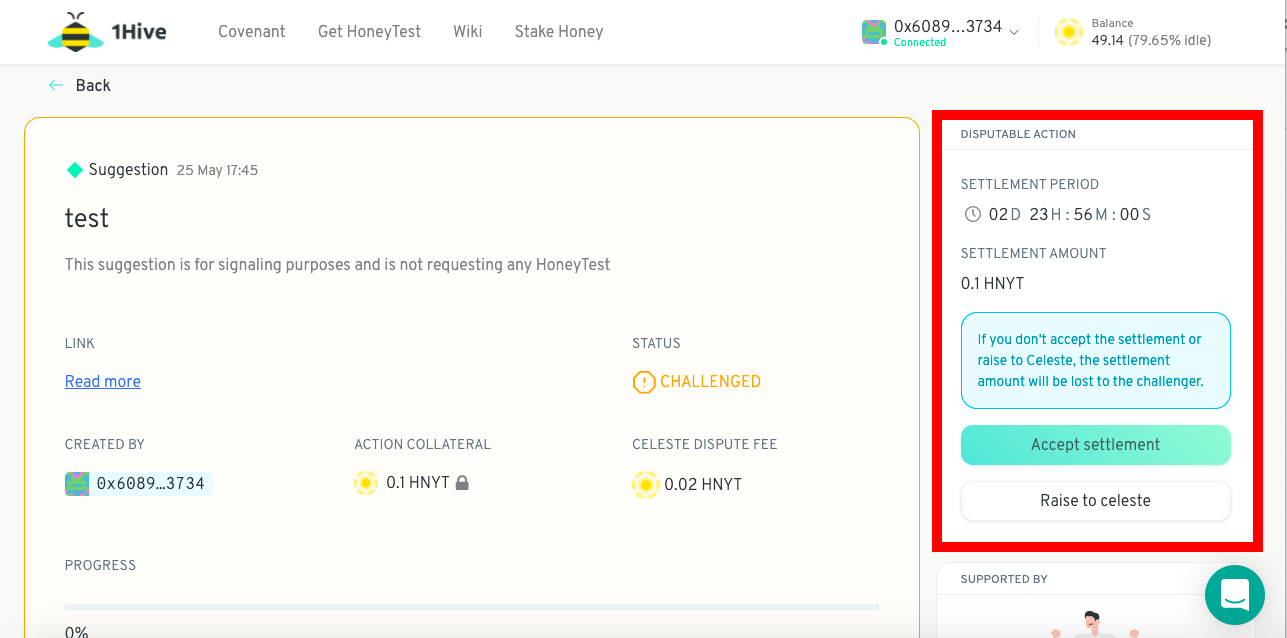 1Hive
Covenant
Get HoneyTest
Wiki
Stake Honey
0x6089…3734
Connected
Balance
49.14 (79.65% idle)
Back
Suggestion 25 May 17:45
test
This suggestion is for signaling purposes and is not requesting any HoneyTest
LINK
Read more
STATUS
CHALLENGED
CREATED BY
0x6089…3734
ACTION COLLATERAL
0.1 HNYT
CELESTE DISPUTE FEE
0.02 HNYT
PROGRESS
0%
DISPUTABLE ACTION
SETTLEMENT PERIOD
02D 23H : 56M : 00S
SETTLEMENT AMOUNT
0.1 HNYT
If you don't accept the settlement or
raise to Celeste, the settlement
amount will be lost to the challenger.
Accept settlement
Raise to celeste
SUPPORTED BY